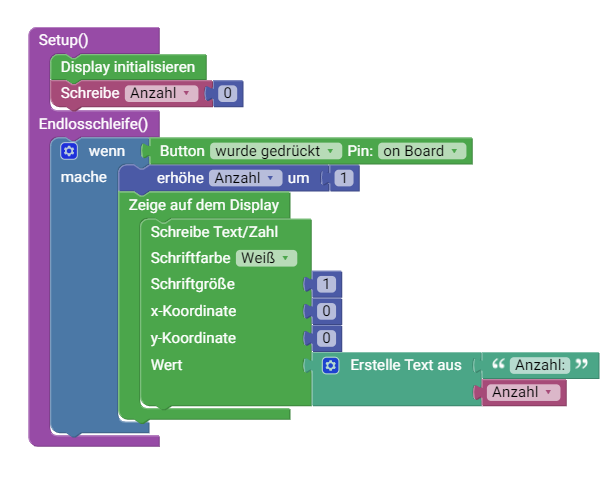 Setup()
Display initialisieren
Schreibe Anzahl 0
Endlosschleife()
wenn Button wurde gedrückt Pin: on Board
mache erhöhe Anzahl um 1
Zeige auf dem Display
Schreibe Text/Zahl
Schriftfarbe Weiß
Schriftgröße 1
x-Koordinate 0
y-Koordinate 0
Wert Erstelle Text aus “ Anzahl: ”
Anzahl